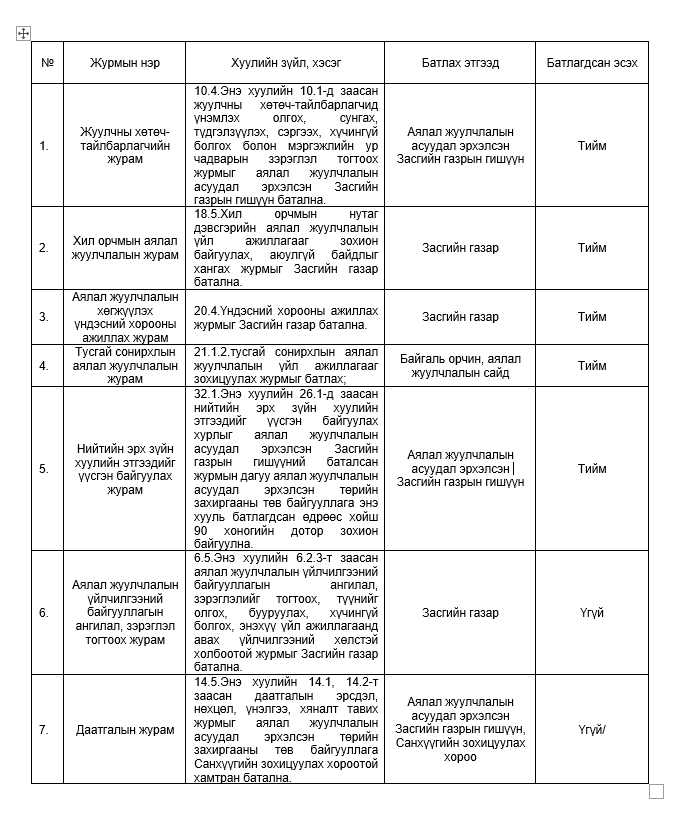 №
Журмын нэр
Хуулийн зүйл, хэсэг
Батлах этгээд
Батлагдсан эсэх
1.
Жуулчны хөтөч-
тайлбарлагчийн
журам
10.4.Энэ хуулийн 10.1-д заасан
жуулчны хөтөч-тайлбарлагчид
үнэмлэх олгох, сунгах,
түдгэлзүүлэх, сэргээх, хүчингүй
болгох болон мэргэжлийн ур
чадварын зэрэглэл тогтоох
журмыг аялал жуулчлалын
асуудал эрхэлсэн Засгийн
газрын гишүүн батална.
Аялал жуулчлалын
асуудал эрхэлсэн
Засгийн газрын гишүүн
Тийм
2.
Хил орчмын аялал
жуулчлалын журам
18.5.Хил орчмын нутаг
дэвсгэрийн аялал жуулчлалын
үйл ажиллагааг зохион
байгуулах, аюулгүй байдлыг
хангах журмыг Засгийн газар
батална.
Засгийн газар
Тийм
3.
Аялал жуулчлалын
хөгжүүлэх
үндэсний хорооны
ажиллах журам
20.4.Үндэсний хорооны ажиллах
журмыг Засгийн газар батална.
Засгийн газар
Тийм
4.
Тусгай сонирхлын
аялал жуулчлалын
журам
21.1.2.тусгай сонирхлын аялал
жуулчлалын үйл ажиллагааг
зохицуулах журмыг батлах;
Байгаль орчин, аялал
жуулчлалын сайд
Тийм
5.
Нийтийн эрх зүйн
хуулийн этгээдийг
үүсгэн байгуулах
журам
32.1.Энэ хуулийн 26.1-д заасан
нийтийн эрх зүйн хуулийн
этгээдийг үүсгэн байгуулах
хурлыг аялал жуулчлалын
асуудал эрхэлсэн Засгийн
газрын гишүүний баталсан
журмын дагуу аялал жуулчлалын
асуудал эрхэлсэн төрийн
захиргааны төв байгууллага энэ
хууль батлагдсан өдрөөс хойш
90 хоногийн дотор зохион
байгуулна.
Аялал жуулчлалын
асуудал эрхэлсэн
Засгийн газрын гишүүн
Тийм
6.
Аялал жуулчлалын
үйлчилгээний
байгууллагын
ангилал, зэрэглэл
тогтоох журам
6.5.Энэ хуулийн 6.2.3-т заасан
аялал жуулчлалын үйлчилгээний
байгууллагын ангилал,
зэрэглэлийг тогтоох, түүнийг
олгох, бууруулах, хүчингүй
болгох, энэхүү үйл ажиллагаанд
авах үйлчилгээний хөлстэй
холбоотой журмыг Засгийн газар
батална.
Засгийн газар
Үгүй
7.
Даатгалын журам
14.5.Энэ хуулийн 14.1, 14.2-т
заасан даатгалын эрсдэл,
нөхцөл, үнэлгээ, хяналт тавих
журмыг аялал жуулчлалын
асуудал эрхэлсэн төрийн
захиргааны төв байгууллага
Санхүүгийн зохицуулах хороотой
хамтран батална.
Аялал жуулчлалын
асуудал эрхэлсэн
Засгийн газрын гишүүн,
Санхүүгийн зохицуулах
хороо
Үгүй/